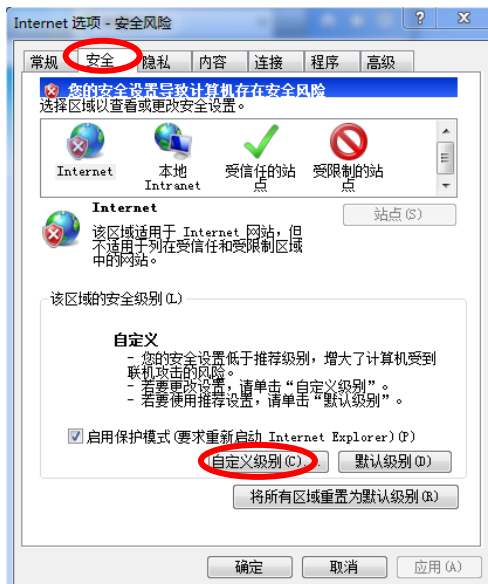 Internet 选项 - 安全风险
常规 安全 隐私 内容 连接 程序 高级
您的安全设置导致计算机存在安全风险
选择区域以查看或更改安全设置。
Internet 本地 Intranet 受信任的站点 受限制的站点
Internet
站点(S)
该区域适用于 Internet 网站，但
不适用于列在受信任和受限制区域
中的网站。
该区域的安全级别(L)
自定义
- 您的安全设置低于推荐级别，增大了计算机受到
联机攻击的风险。
- 若要更改设置，请单击“自定义级别”。
- 若要使用推荐设置，请单击“默认级别”。
启用保护模式(要求重新启动 Internet Explorer)(P)
自定义级别(C)... 默认级别(D)
将所有区域重置为默认级别(R)
确定 取消 应用(A)